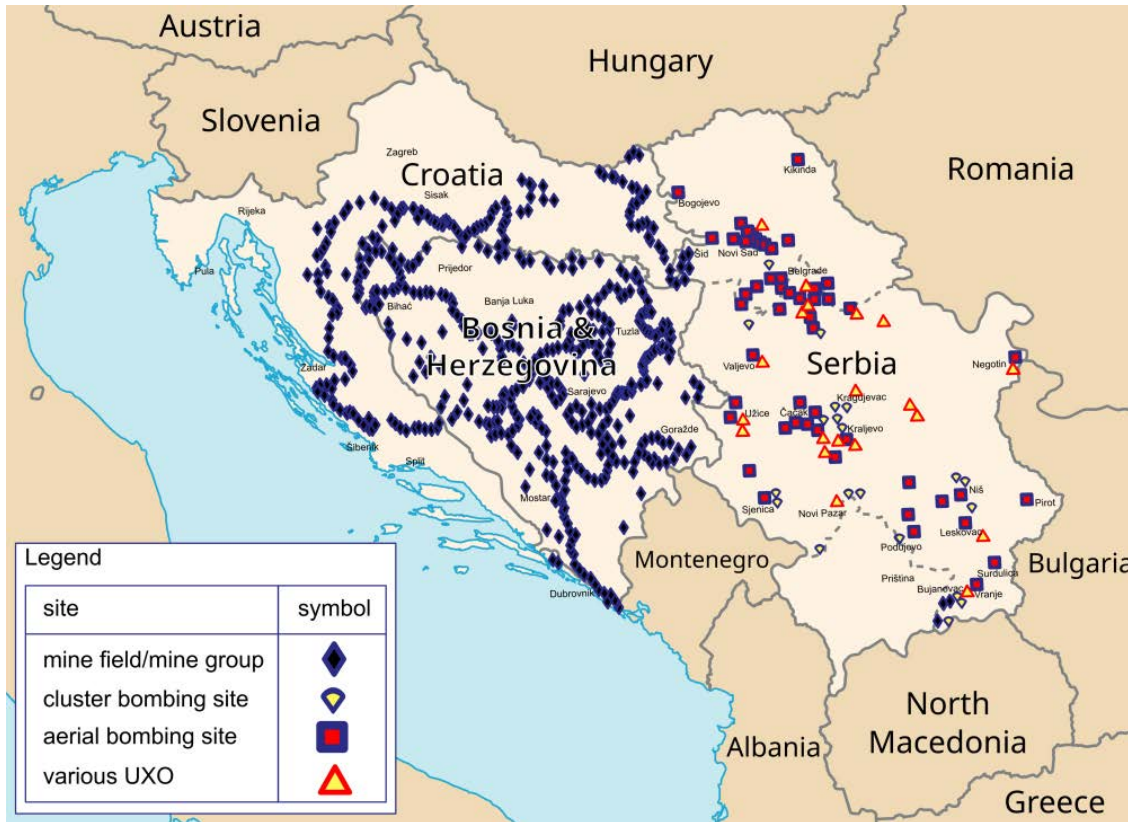 Austria
Hungary
Slovenia
Romania
Zagreb
Croatia
Sisak
Rijeka
Pula
Kikinda
Bogojevo
Šid
Novi Sad
Belgrade
Prijedor
Banja Luka
Bihać
Bosnia &
Herzegovina
Tuzla
Zadar
Sarajevo
Goražde
Šibenik
Split
Mostar
Dubrovnik
Serbia
Valjevo
Negotin
Užice
Čačak
Kragujevac
Kraljevo
Sjenica
Novi Pazar
Niš
Pirot
Leskovac
Podujevo
Priština
Surdulica
Bujanovac
Vranje
Montenegro
Bulgaria
Albania
North
Macedonia
Greece
Legend
site symbol
mine field/mine group
cluster bombing site
aerial bombing site
various UXO